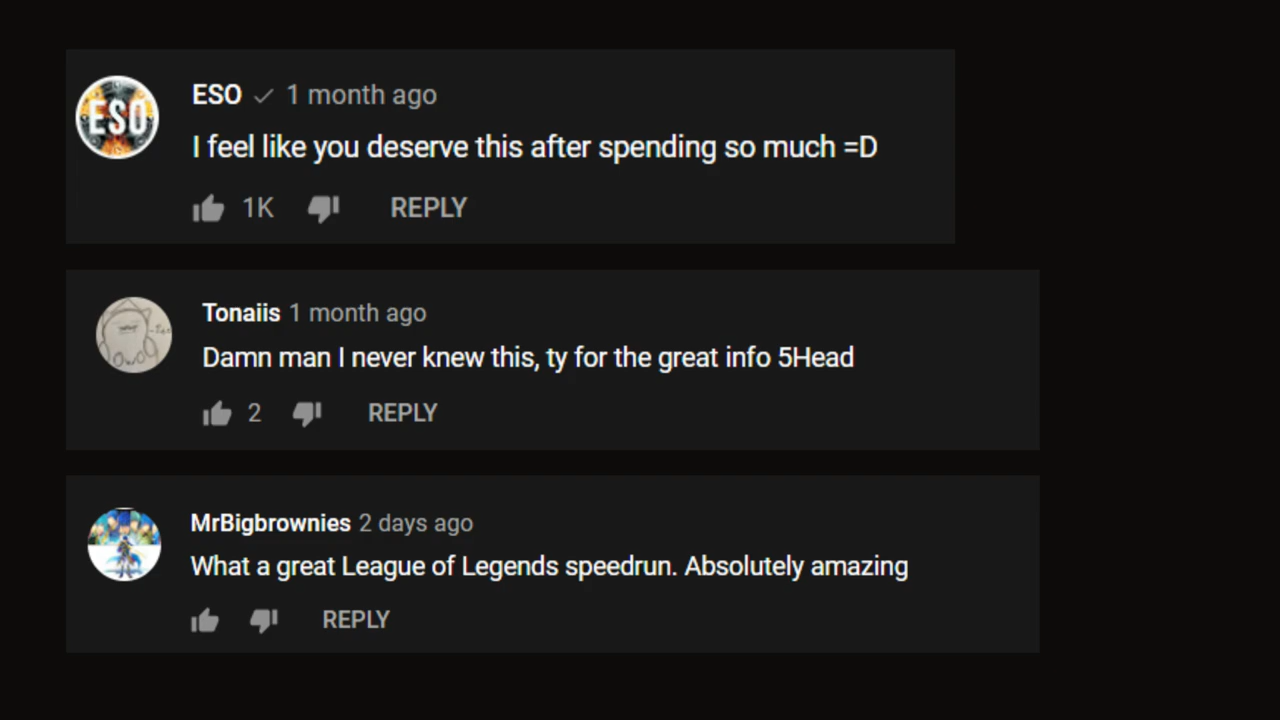 ESO
ESO ✓ 1 month ago
I feel like you deserve this after spending so much =D
1K REPLY
Tonaiis 1 month ago
Damn man I never knew this, ty for the great info 5Head
2 REPLY
MrBigbrownies 2 days ago
What a great League of Legends speedrun. Absolutely amazing
REPLY